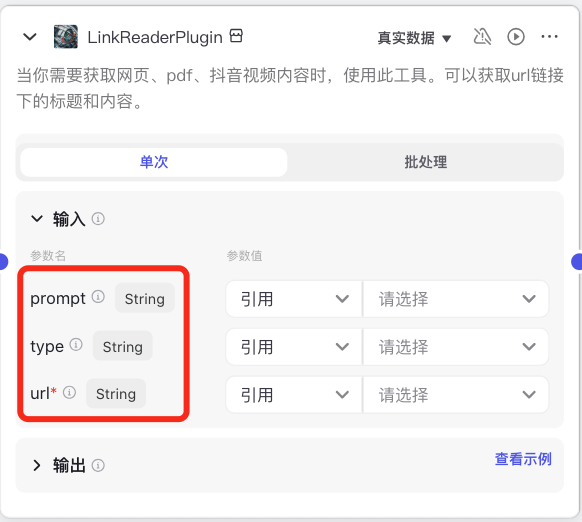 LinkReaderPlugin 真实数据
当你需要获取网页、pdf、抖音视频内容时，使用此工具。可以获取url链接
下的标题和内容。
单次 批处理
输入
参数名 参数值
prompt String 引用 请选择
type String 引用 请选择
url* String 引用 请选择
输出 查看示例